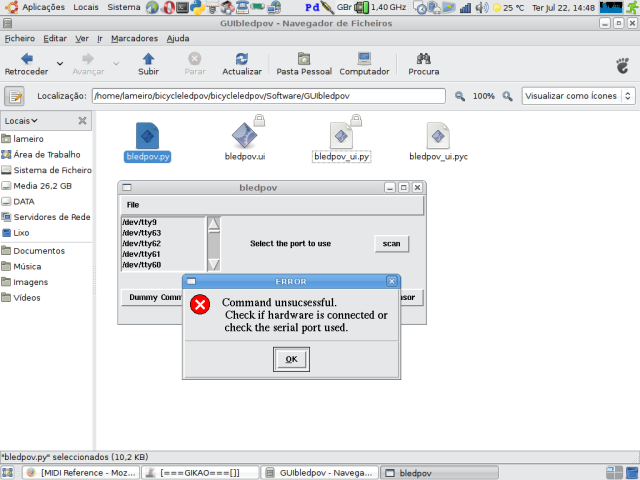 Aplicações Locais Sistema
Pd GBr 1,40 GHz 25 °C Ter Jul 22, 14:48
GUIbledpov - Navegador de Ficheiros
Ficheiro Editar Ver Ir Marcadores Ajuda
Retroceder Avançar Subir Parar Actualizar Pasta Pessoal Computador Procura
Localização: /home/lameiro/bicycleledpov/bicycleledpov/Software/GUIbledpov 100% Visualizar como Ícones
Locais
lameiro
Área de Trabalho
Sistema de Ficheiro
Media 26,2 GB
DATA
Servidores de Rede
Lixo
Documentos
Música
Imagens
Vídeos
bledpov.py bledpov.ui bledpov_ui.py bledpov_ui.pyc
bledpov
File
/dev/tty9
/dev/tty63
/dev/tty62
/dev/tty61
/dev/tty60
Select the port to use
scan
Dummy Comm
sor
ERROR
Command unsucsessful.
Check if hardware is connected or
check the serial port used.
OK
"bledpov.py" seleccionados (10,2 KB)
[MIDI Reference - Moz... [===GIKAO===[]] GUIbledpov - Navega... bledpov